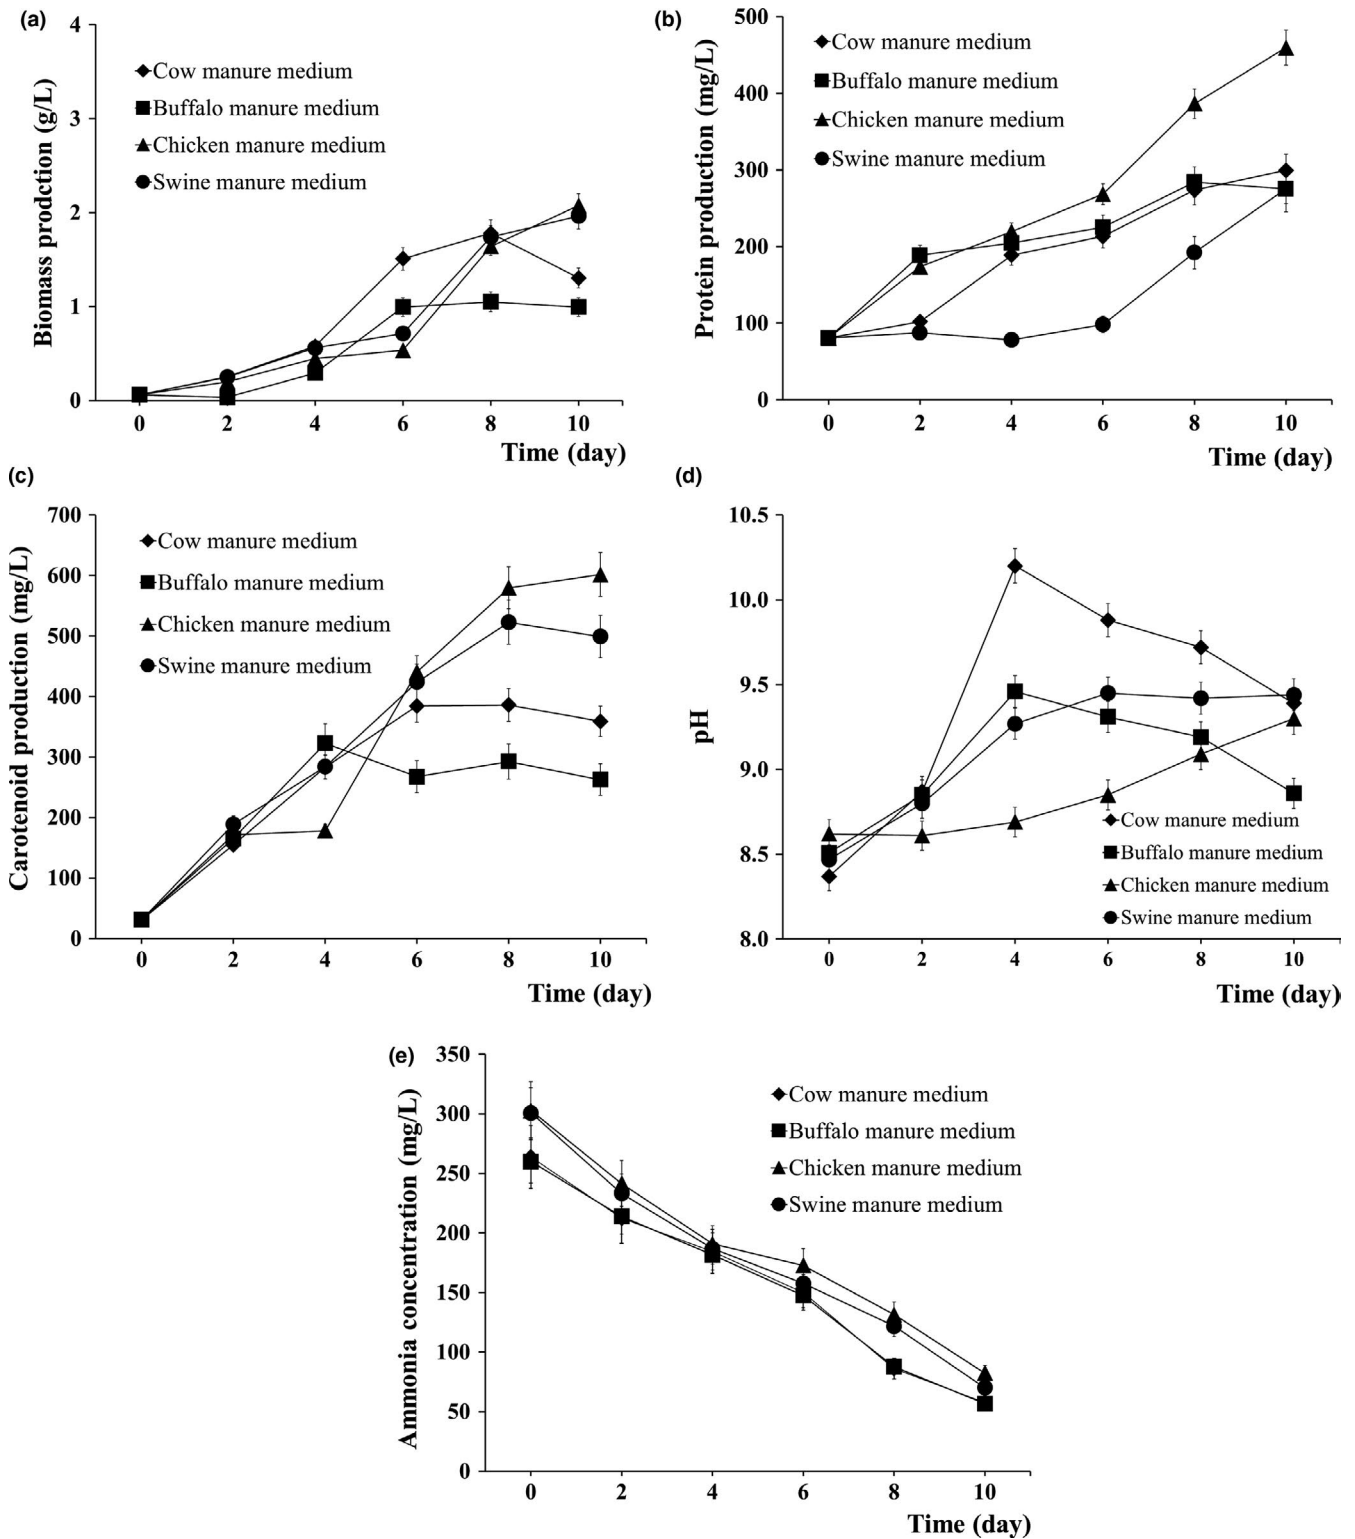 (a)
Biomass prodction (g/L)
4
3
2
1
0
Cow manure medium
Buffalo manure medium
Chicken manure medium
Swine manure medium
0 2 4 6 8 10
Time (day)
(b)
Protein production (mg/L)
500
400
300
200
100
0
Cow manure medium
Buffalo manure medium
Chicken manure medium
Swine manure medium
0 2 4 6 8 10
Time (day)
(c)
Carotenoid production (mg/L)
700
600
500
400
300
200
100
0
Cow manure medium
Buffalo manure medium
Chicken manure medium
Swine manure medium
0 2 4 6 8 10
Time (day)
(d)
pH
10.5
10.0
9.5
9.0
8.5
8.0
Cow manure medium
Buffalo manure medium
Chicken manure medium
Swine manure medium
0 2 4 6 8 10
Time (day)
(e)
Ammonia concentration (mg/L)
350
300
250
200
150
100
50
0
Cow manure medium
Buffalo manure medium
Chicken manure medium
Swine manure medium
0 2 4 6 8 10
Time (day)